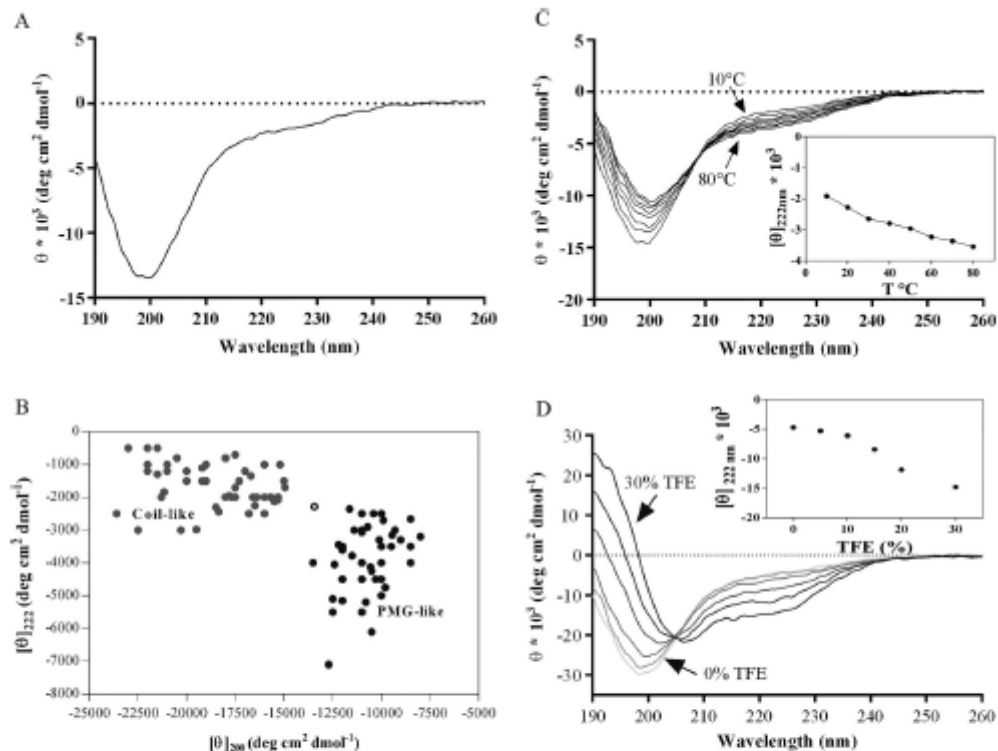 A
θ * 10³ (deg cm² dmol⁻¹)
5
0
-5
-10
-15
190 200 210 220 230 240 250 260
Wavelength (nm)
B
[θ]₂₂₂ (deg cm² dmol⁻¹)
0
-1000
-2000
-3000
-4000
-5000
-6000
-7000
-8000
Coil-like
PMG-like
-25000 -22500 -20000 -17500 -15000 -12500 -10000 -7500 -5000
[θ]₂₀₀ (deg cm² dmol⁻¹)
C
θ * 10³ (deg cm² dmol⁻¹)
5
0
-5
-10
-15
-20
10°C
80°C
190 200 210 220 230 240 250 260
Wavelength (nm)
[θ]₂₂₂nm * 10³
0
-1
-2
-3
-4
0 20 40 60 80
T °C
D
θ * 10³ (deg cm² dmol⁻¹)
30
20
10
0
-10
-20
-30
30% TFE
0% TFE
190 200 210 220 230 240 250 260
Wavelength (nm)
[θ]₂₂₂ nm * 10³
0
-5
-10
-15
-20
0 10 20 30
TFE (%)